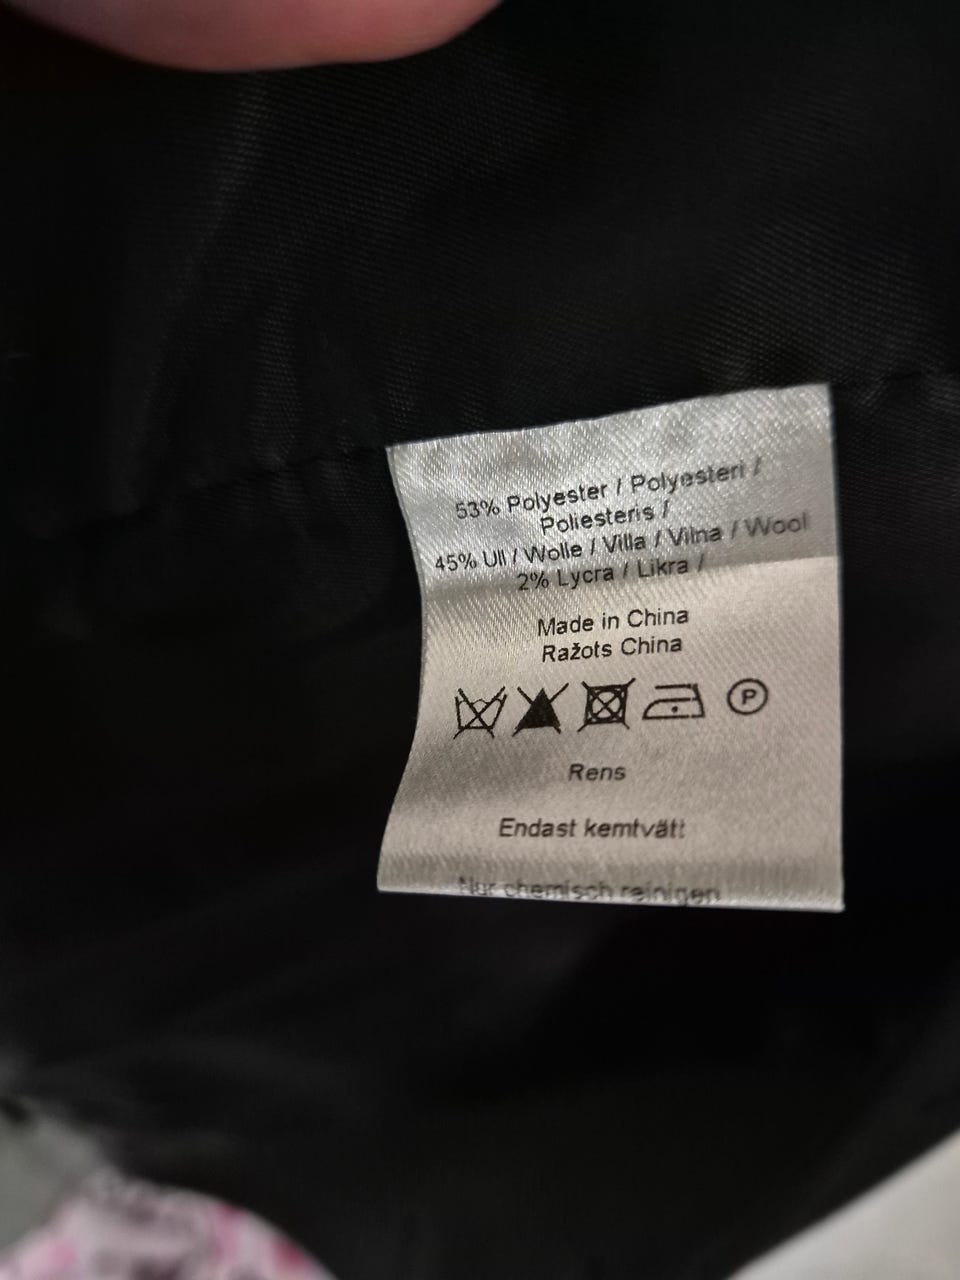 53% Polyester / Polyesteri /
Poliesteris /
45% Ull / Wolle / Villa / Vilna / Wool
2% Lycra / Likra /
Made in China
Ražots China
P
Rens
Endast kemtvätt
Nur chemisch reinigen